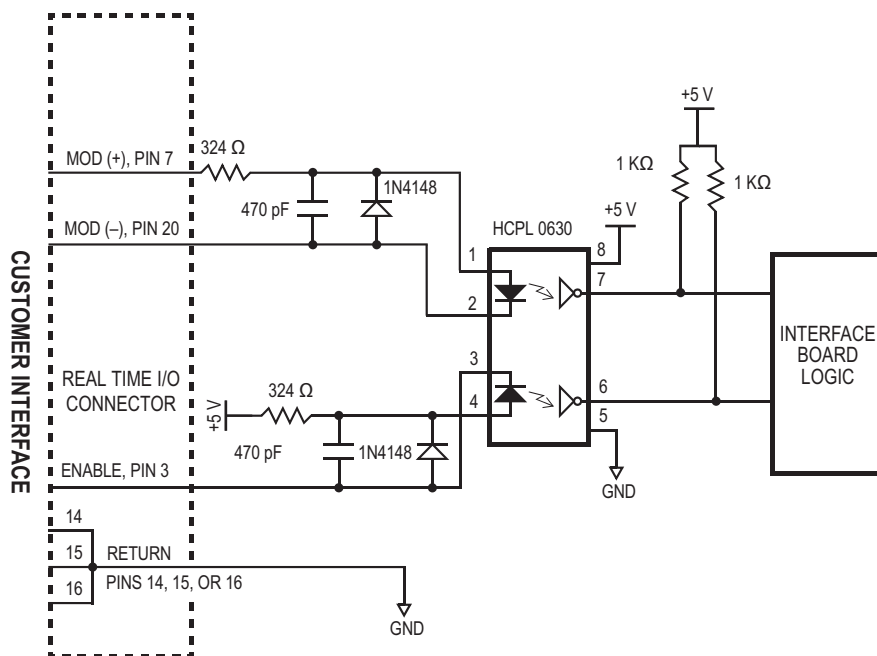 CUSTOMER INTERFACE
MOD (+), PIN 7
324 Ω
470 pF
1N4148
MOD (–), PIN 20
+5 V
1 KΩ
1 KΩ
HCPL 0630
+5 V
1
2
3
4
8
7
6
5
GND
INTERFACE
BOARD
LOGIC
REAL TIME I/O
CONNECTOR
+5 V
324 Ω
470 pF
1N4148
ENABLE, PIN 3
14
15
16
RETURN
PINS 14, 15, OR 16
GND